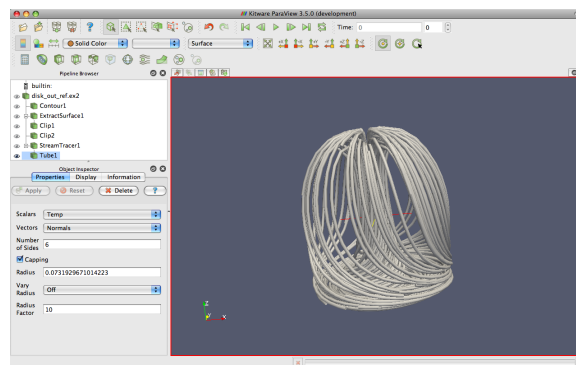 Kitware ParaView 3.5.0 (development)
Time: 0
0
Solid Color
Surface
Pipeline Browser
builtin:
disk_out_ref.ex2
Contour1
ExtractSurface1
Clip1
Clip2
StreamTracer1
Tube1
Object Inspector
Properties Display Information
Apply Reset Delete ?
Scalars Temp
Vectors Normals
Number
of Sides 6
Capping
Radius 0.0731929671014223
Vary
Radius Off
Radius
Factor 10
Z
Y X